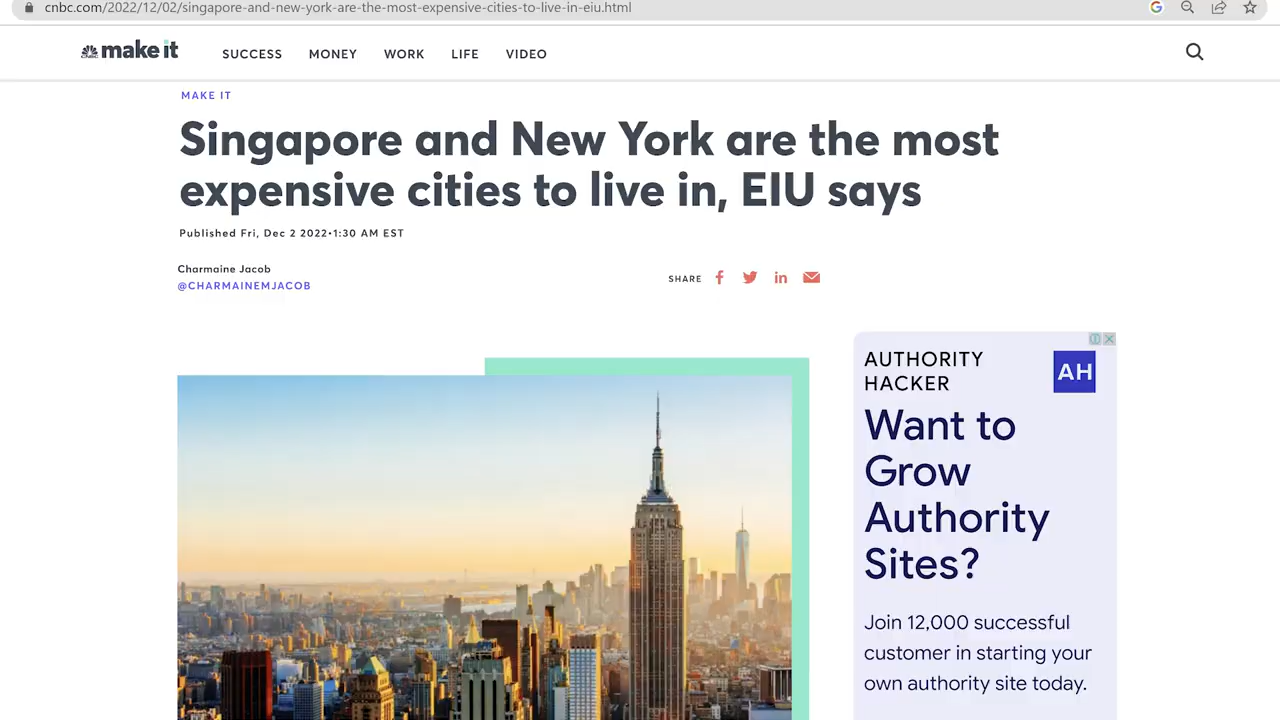 cnbc.com/2022/12/02/singapore-and-new-york-are-the-most-expensive-cities-to-live-in-eiu.html
make it
SUCCESS
MONEY
WORK
LIFE
VIDEO
MAKE IT
Singapore and New York are the most
expensive cities to live in, EIU says
Published Fri, Dec 2 2022•1:30 AM EST
Charmaine Jacob
@CHARMAINEMJACOB
SHARE
AUTHORITY
HACKER
AH
Want to
Grow
Authority
Sites?
Join 12,000 successful
customer in starting your
own authority site today.